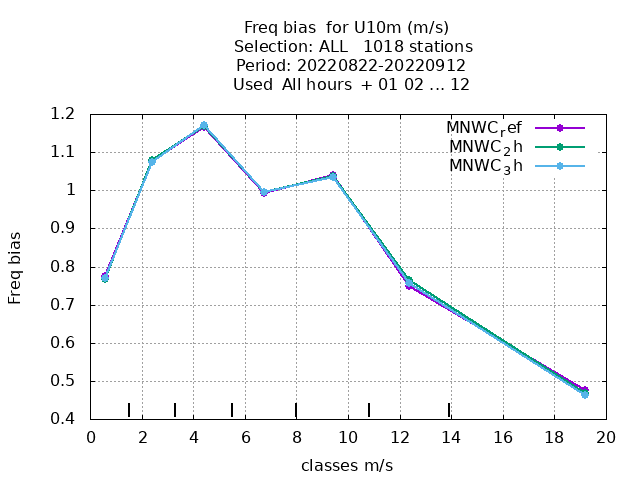 Freq bias  for U10m (m/s)
Selection: ALL   1018 stations
Period: 20220822-20220912
Used  All hours  + 01 02 ... 12
MNWC_ref
MNWC_2h
MNWC_3h
1.2
1.1
1
0.9
0.8
0.7
0.6
0.5
0.4
Freq bias
0 2 4 6 8 10 12 14 16 18 20
classes m/s